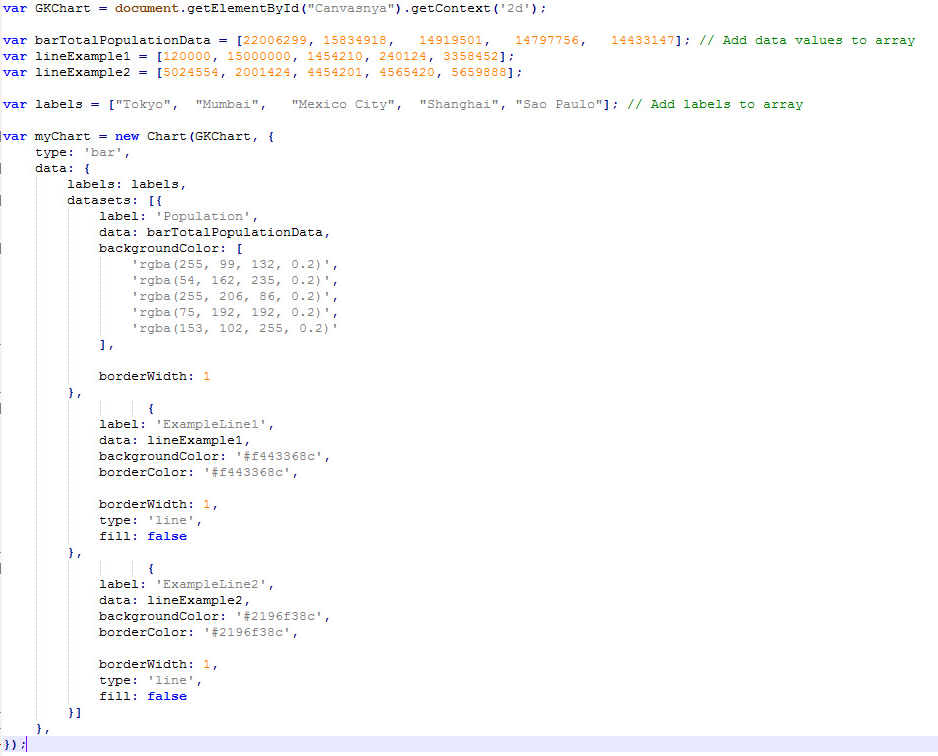 var GKChart = document.getElementById("Canvasnya").getContext('2d');
var barTotalPopulationData = [22006299, 15834918,   14919501,   14797756,   14433147]; // Add data values to array
var lineExample1 = [120000, 15000000, 1454210, 240124, 3358452];
var lineExample2 = [5024554, 2001424, 4454201, 4565420, 5659888];
var labels = ["Tokyo",  "Mumbai",   "Mexico City",  "Shanghai", "Sao Paulo"]; // Add labels to array
var myChart = new Chart(GKChart, {
    type: 'bar',
    data: {
        labels: labels,
        datasets: [{
            label: 'Population',
            data: barTotalPopulationData,
            backgroundColor: [
                'rgba(255, 99, 132, 0.2)',
                'rgba(54, 162, 235, 0.2)',
                'rgba(255, 206, 86, 0.2)',
                'rgba(75, 192, 192, 0.2)',
                'rgba(153, 102, 255, 0.2)'
            ],
            borderWidth: 1
        },
                  {
            label: 'ExampleLine1',
            data: lineExample1,
            backgroundColor: '#f443368c',
            borderColor: '#f443368c',
            borderWidth: 1,
            type: 'line',
            fill: false
        },
                  {
            label: 'ExampleLine2',
            data: lineExample2,
            backgroundColor: '#2196f38c',
            borderColor: '#2196f38c',
            borderWidth: 1,
            type: 'line',
            fill: false
        }]
    },
});